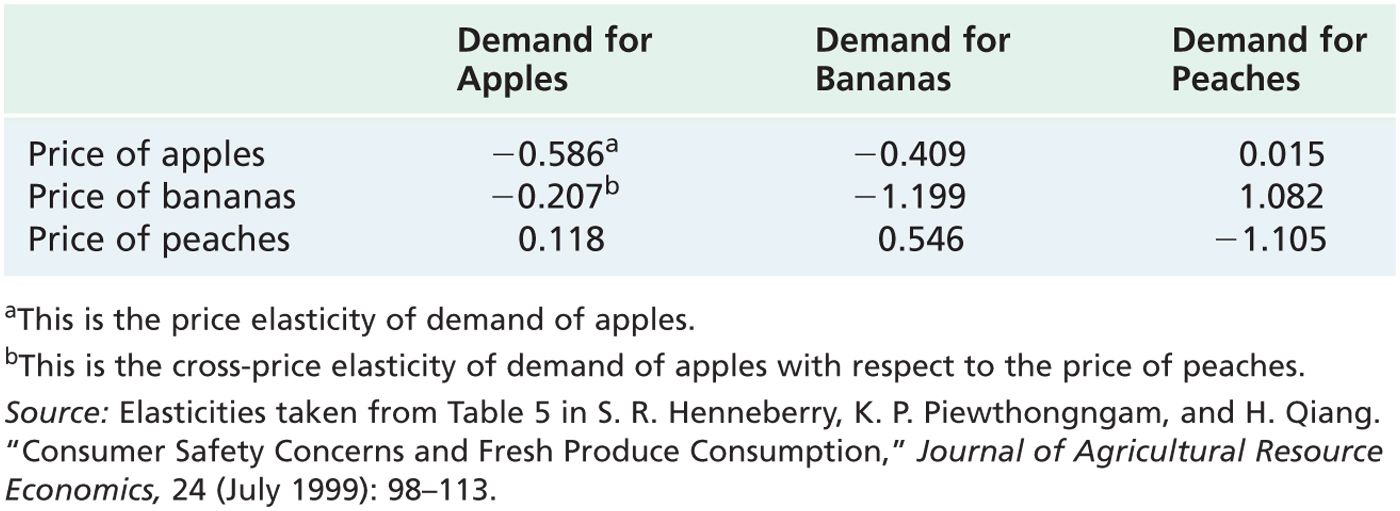 Demand for Apples Demand for Bananas Demand for Peaches
Price of apples −0.586ᵃ −0.409 0.015
Price of bananas −0.207ᵇ −1.199 1.082
Price of peaches 0.118 0.546 −1.105
ᵃThis is the price elasticity of demand of apples.
ᵇThis is the cross-price elasticity of demand of apples with respect to the price of peaches.
Source: Elasticities taken from Table 5 in S. R. Henneberry, K. P. Piewthongngam, and H. Qiang.
“Consumer Safety Concerns and Fresh Produce Consumption,” Journal of Agricultural Resource
Economics, 24 (July 1999): 98–113.